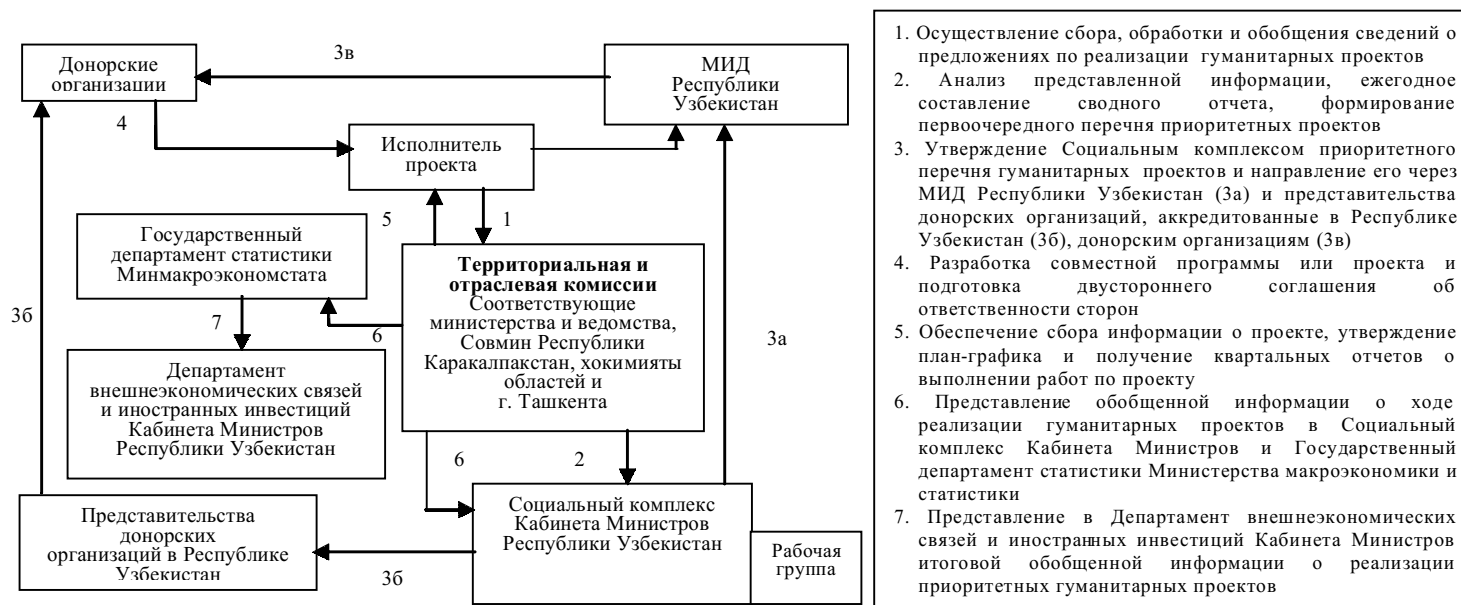 3в
Донорские
организации
МИД
Республики
Узбекистан
4
Исполнитель
проекта
5
1
Государственный
департамент статистики
Минмакроэкономстата
Территориальная и
отраслевая комиссии
Соответствующие
министерства и ведомства,
Совмин Республики
Каракалпакстан, хокимияты
областей и
г. Ташкента
3б
7
6
3а
Департамент
внешнеэкономических связей
и иностранных инвестиций
Кабинета Министров
Республики Узбекистан
6
2
Представительства
донорских
организаций в Республике
Узбекистан
Социальный комплекс
Кабинета Министров
Республики Узбекистан
3б
Рабочая
группа
1. Осуществление сбора, обработки и обобщения сведений о
предложениях по реализации гуманитарных проектов
2. Анализ представленной информации, ежегодное
составление сводного отчета, формирование
первоочередного перечня приоритетных проектов
3. Утверждение Социальным комплексом приоритетного
перечня гуманитарных проектов и направление его через
МИД Республики Узбекистан (3а) и представительства
донорских организаций, аккредитованные в Республике
Узбекистан (3б), донорским организациям (3в)
4. Разработка совместной программы или проекта и
подготовка двустороннего соглашения об
ответственности сторон
5. Обеспечение сбора информации о проекте, утверждение
план-графика и получение квартальных отчетов о
выполнении работ по проекту
6. Представление обобщенной информации о ходе
реализации гуманитарных проектов в Социальный
комплекс Кабинета Министров и Государственный
департамент статистики Министерства макроэкономики и
статистики
7. Представление в Департамент внешнеэкономических
связей и иностранных инвестиций Кабинета Министров
итоговой обобщенной информации о реализации
приоритетных гуманитарных проектов